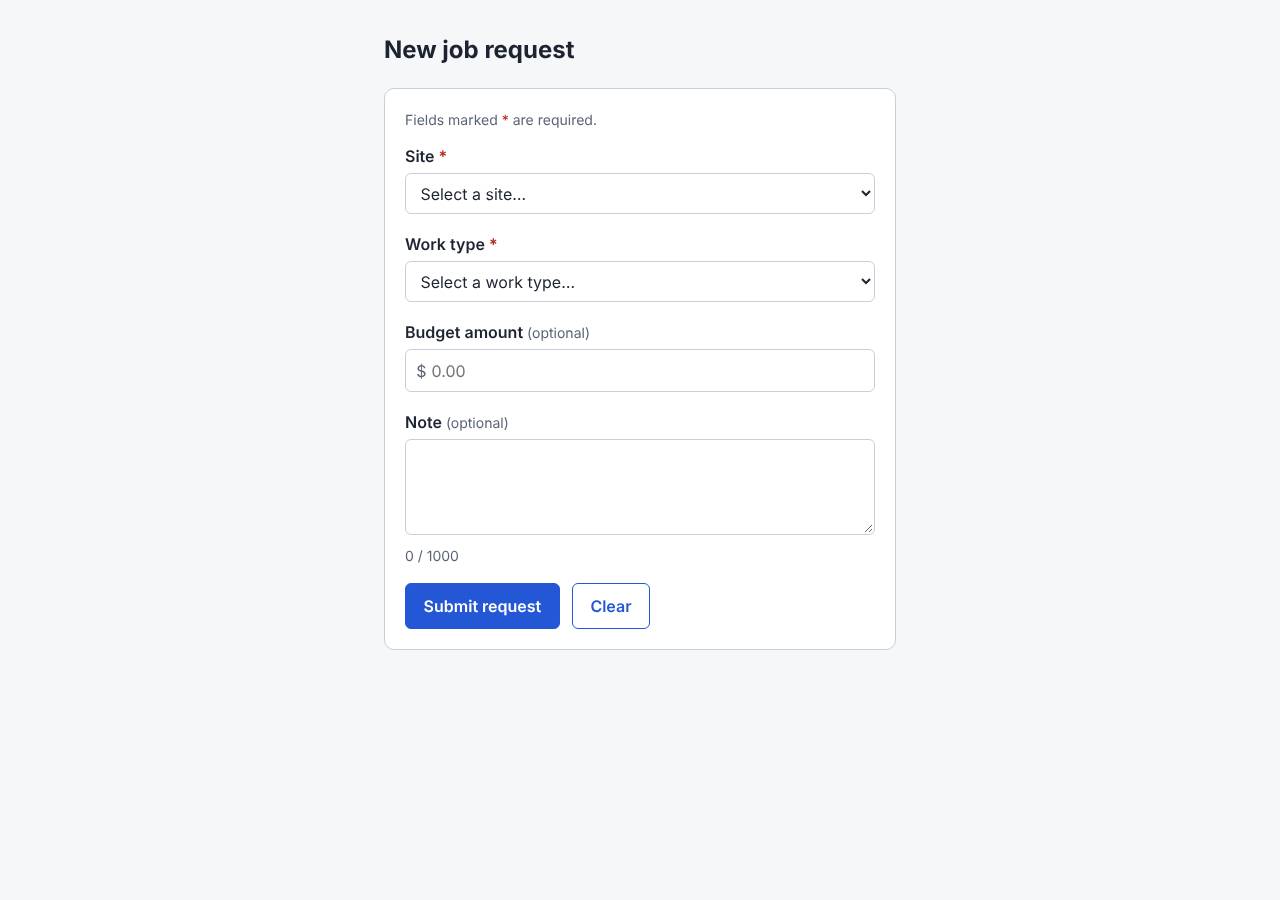 New job request
Fields marked * are required.
Site *
Select a site...
Work type *
Select a work type...
Budget amount (optional)
$ 0.00
Note (optional)
0 / 1000
Submit request
Clear